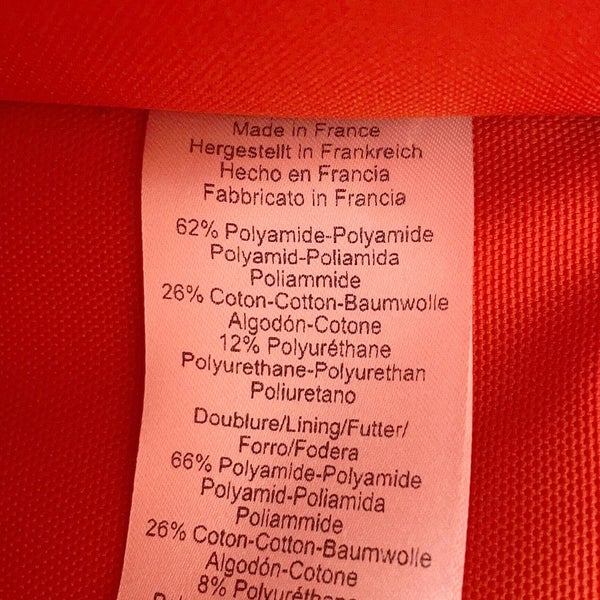 Made in France
Hergestellt in Frankreich
Hecho en Francia
Fabbricato in Francia
62% Polyamide-Polyamide
Polyamid-Poliamida
Poliammide
26% Coton-Cotton-Baumwolle
Algodón-Cotone
12% Polyuréthane
Polyurethane-Polyurethan
Poliuretano
Doublure/Lining/Futter/
Forro/Fodera
66% Polyamide-Polyamide
Polyamid-Poliamida
Poliammide
26% Coton-Cotton-Baumwolle
Algodón-Cotone
8% Polyuréthane